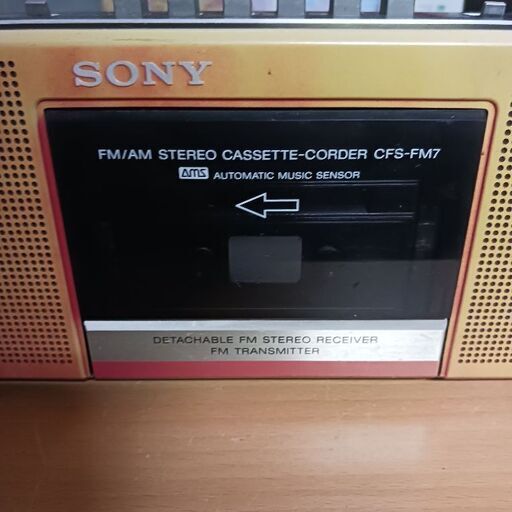 SONY
FM/AM STEREO CASSETTE-CORDER CFS-FM7
AMS AUTOMATIC MUSIC SENSOR
DETACHABLE FM STEREO RECEIVER
FM TRANSMITTER